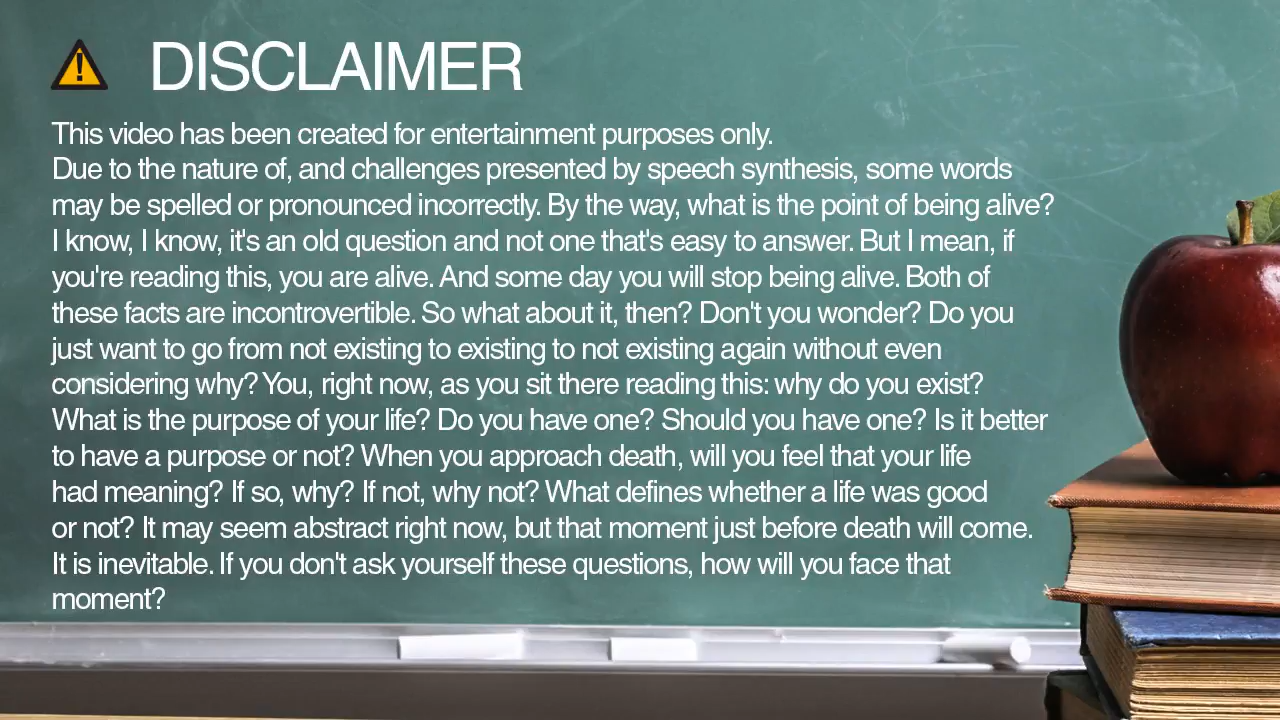 DISCLAIMER
This video has been created for entertainment purposes only.
Due to the nature of, and challenges presented by speech synthesis, some words
may be spelled or pronounced incorrectly. By the way, what is the point of being alive?
I know, I know, it's an old question and not one that's easy to answer. But I mean, if
you're reading this, you are alive. And some day you will stop being alive. Both of
these facts are incontrovertible. So what about it, then? Don't you wonder? Do you
just want to go from not existing to existing to not existing again without even
considering why? You, right now, as you sit there reading this: why do you exist?
What is the purpose of your life? Do you have one? Should you have one? Is it better
to have a purpose or not? When you approach death, will you feel that your life
had meaning? If so, why? If not, why not? What defines whether a life was good
or not? It may seem abstract right now, but that moment just before death will come.
It is inevitable. If you don't ask yourself these questions, how will you face that
moment?